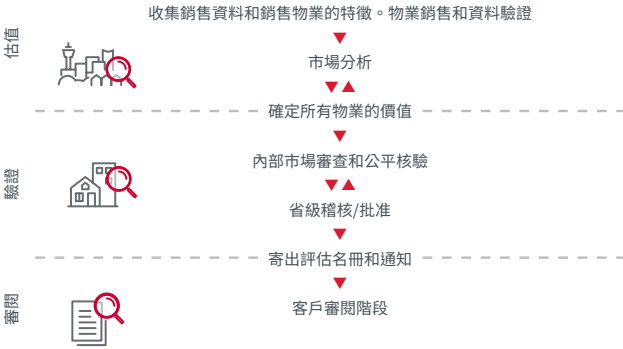 收集銷售資料和銷售物業的特徵。物業銷售和資料驗證
估值
市場分析
確定所有物業的價值
內部市場審查和公平核驗
驗證
省級稽核/批准
寄出評估名冊和通知
審閱
客戶審閱階段